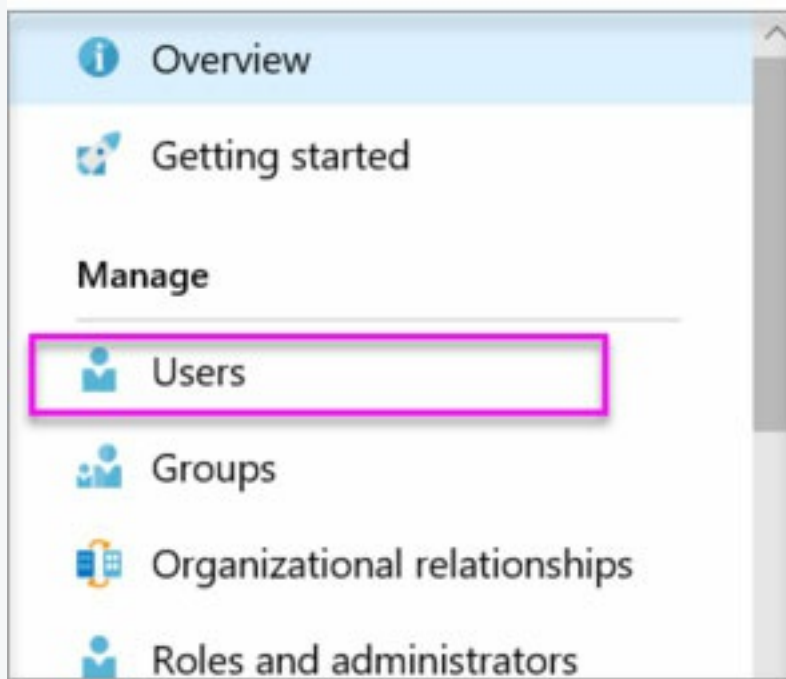 Overview
Getting started
Manage
Users
Groups
Organizational relationships
Roles and administrators